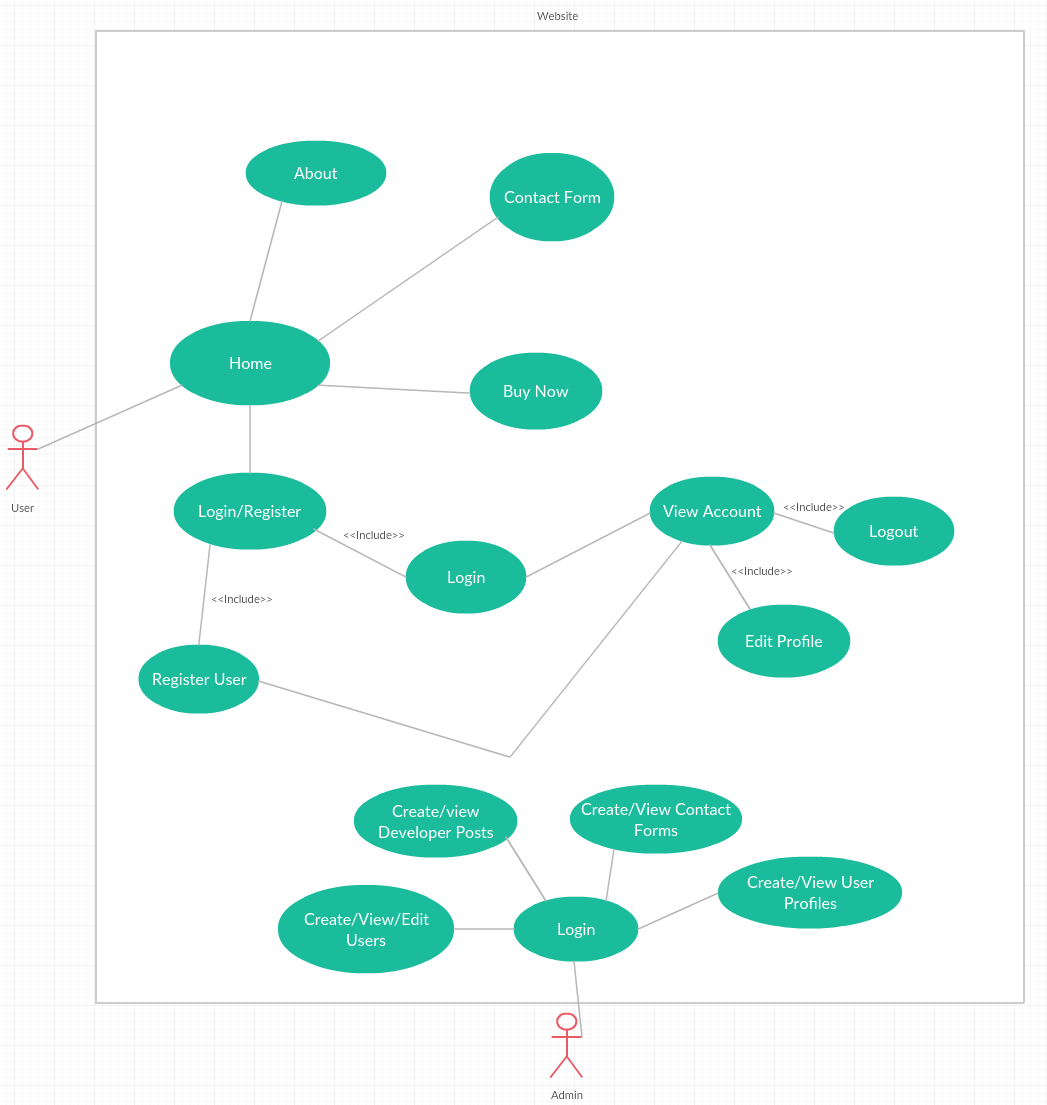 Website
About
Contact Form
Home
Buy Now
User
Login/Register
<<Include>>
Login
View Account
<<Include>>
Logout
<<Include>>
Edit Profile
<<Include>>
Register User
Create/view
Developer Posts
Create/View Contact
Forms
Create/View User
Profiles
Create/View/Edit
Users
Login
Admin